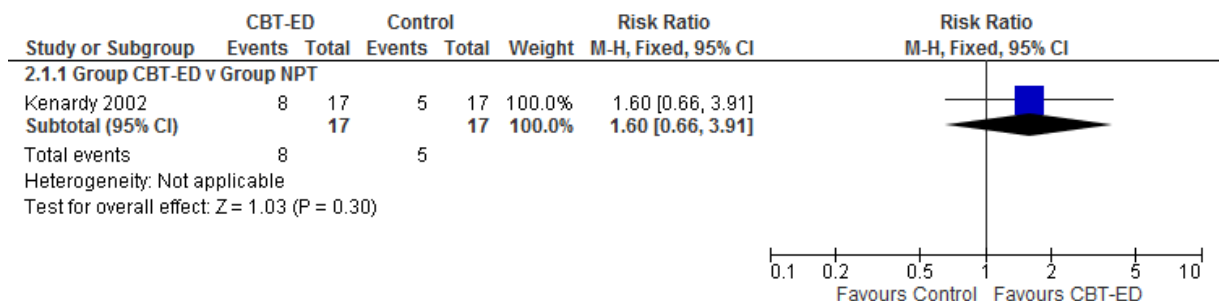 CBT-ED Control Risk Ratio Risk Ratio
Study or Subgroup Events Total Events Total Weight M-H, Fixed, 95% CI M-H, Fixed, 95% CI
2.1.1 Group CBT-ED v Group NPT
Kenardy 2002 8 17 5 17 100.0% 1.60 [0.66, 3.91]
Subtotal (95% CI) 17 17 100.0% 1.60 [0.66, 3.91]
Total events 8 5
Heterogeneity: Not applicable
Test for overall effect: Z = 1.03 (P = 0.30)
0.1 0.2 0.5 1 2 5 10
Favours Control Favours CBT-ED